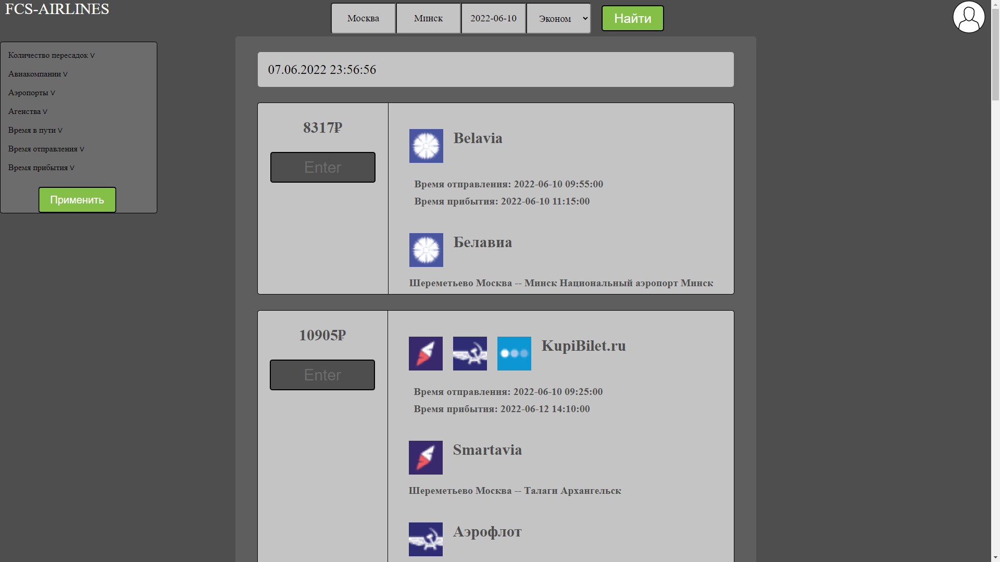 FCS-AIRLINES
Москва
Минск
2022-06-10
Эконом
Найти
Количество пересадок V
Авиакомпании V
Аэропорты V
Агенства V
Время в пути V
Время отправления V
Время прибытия V
Применить
07.06.2022 23:56:56
8317₽
Enter
Belavia
Время отправления: 2022-06-10 09:55:00
Время прибытия: 2022-06-10 11:15:00
Белавиа
Шереметьево Москва -- Минск Национальный аэропорт Минск
10905₽
Enter
KupiBilet.ru
Время отправления: 2022-06-10 09:25:00
Время прибытия: 2022-06-12 14:10:00
Smartavia
Шереметьево Москва -- Талаги Архангельск
Аэрофлот